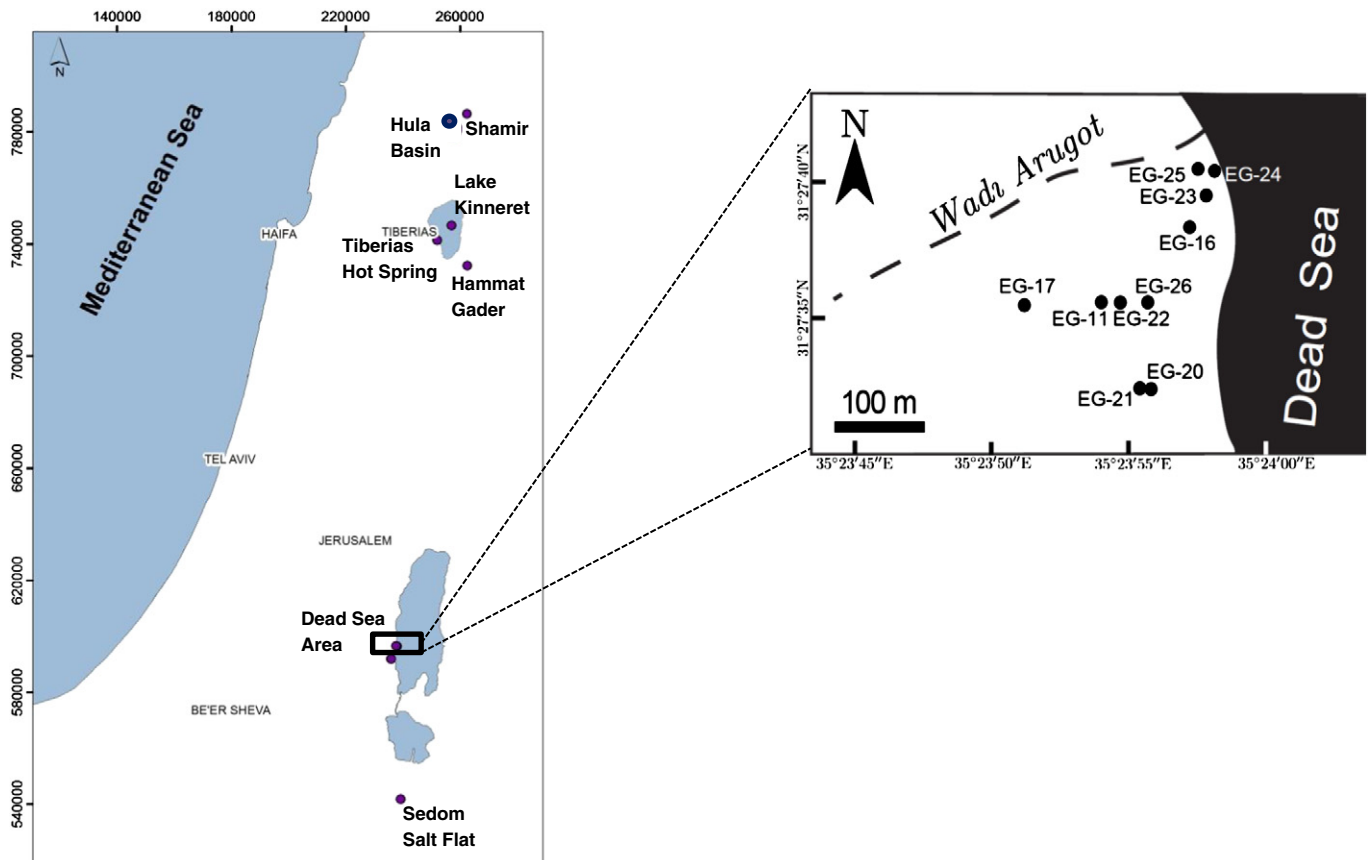 140000
180000
220000
260000
N
780000
740000
700000
660000
620000
580000
540000
Mediterranean Sea
Hula
Basin
Shamir
Lake
Kinneret
HAIFA
TIBERIAS
Tiberias
Hot Spring
Hammat
Gader
TEL AVIV
JERUSALEM
Dead Sea
Area
BE'ER SHEVA
Sedom
Salt Flat
N
Wadi Arugot
31°27'40"N
31°27'35"N
EG-25
EG-24
EG-23
EG-16
EG-17
EG-26
EG-11
EG-22
EG-20
EG-21
Dead Sea
100 m
35°23'45"E
35°23'50"E
35°23'55"E
35°24'00"E